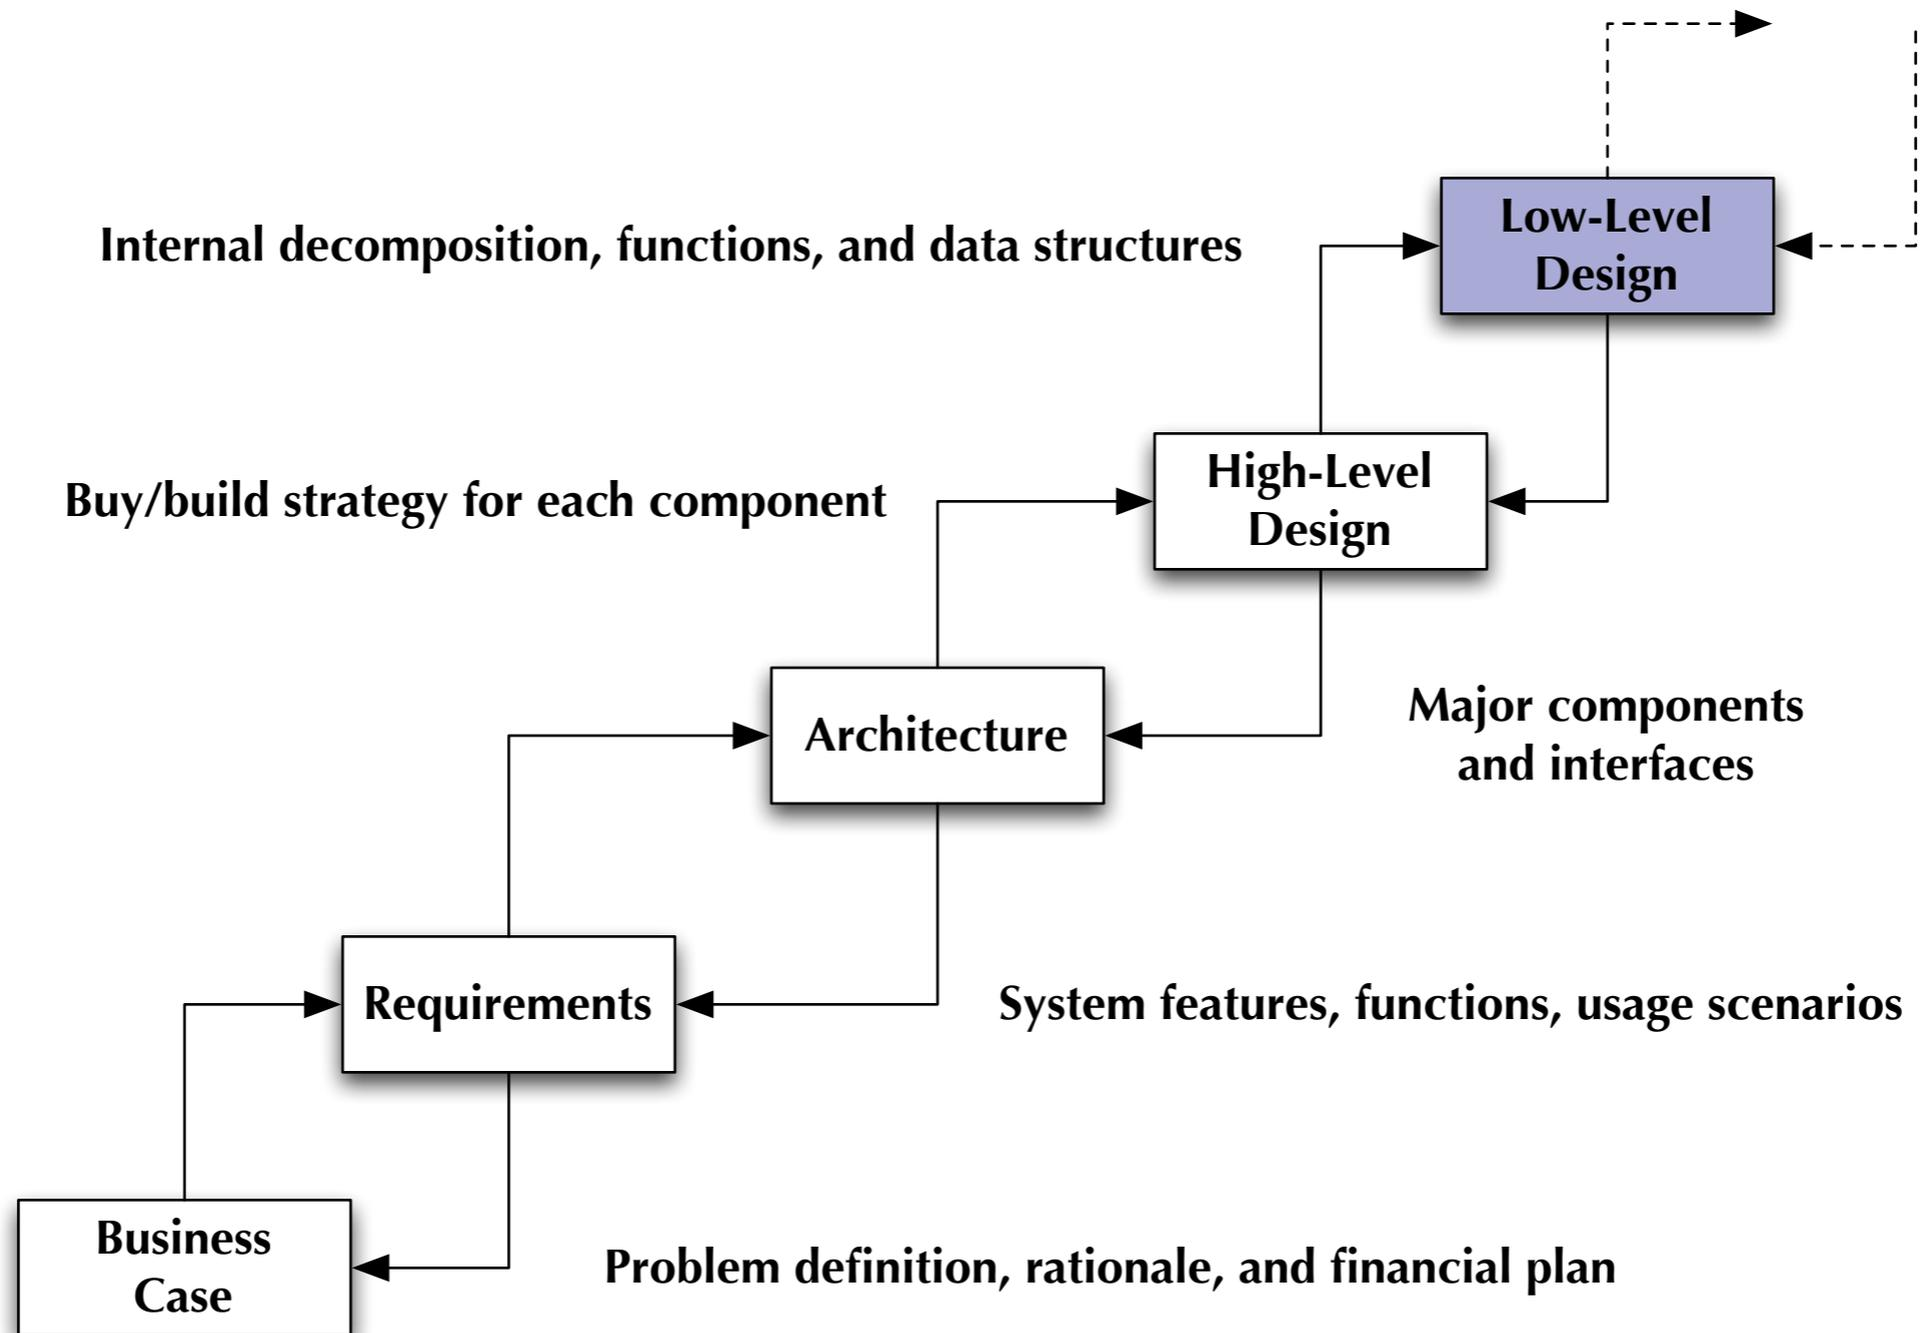 Low-Level
Design
Internal decomposition, functions, and data structures
High-Level
Design
Buy/build strategy for each component
Architecture
Major components
and interfaces
Requirements
System features, functions, usage scenarios
Business
Case
Problem definition, rationale, and financial plan